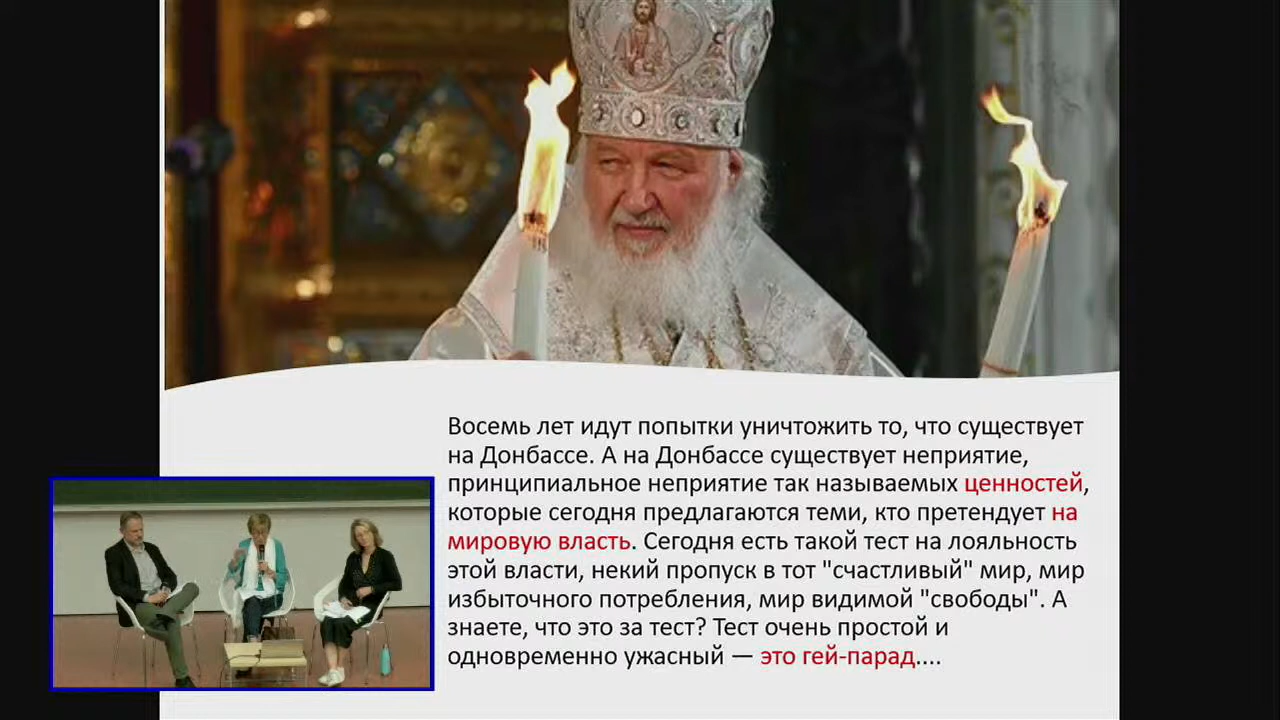 Восемь лет идут попытки уничтожить то, что существует
на Донбассе. А на Донбассе существует неприятие,
принципиальное неприятие так называемых ценностей,
которые сегодня предлагаются теми, кто претендует на
мировую власть. Сегодня есть такой тест на лояльность
этой власти, некий пропуск в тот "счастливый" мир, мир
избыточного потребления, мир видимой "свободы". А
знаете, что это за тест? Тест очень простой и
одновременно ужасный — это гей-парад....